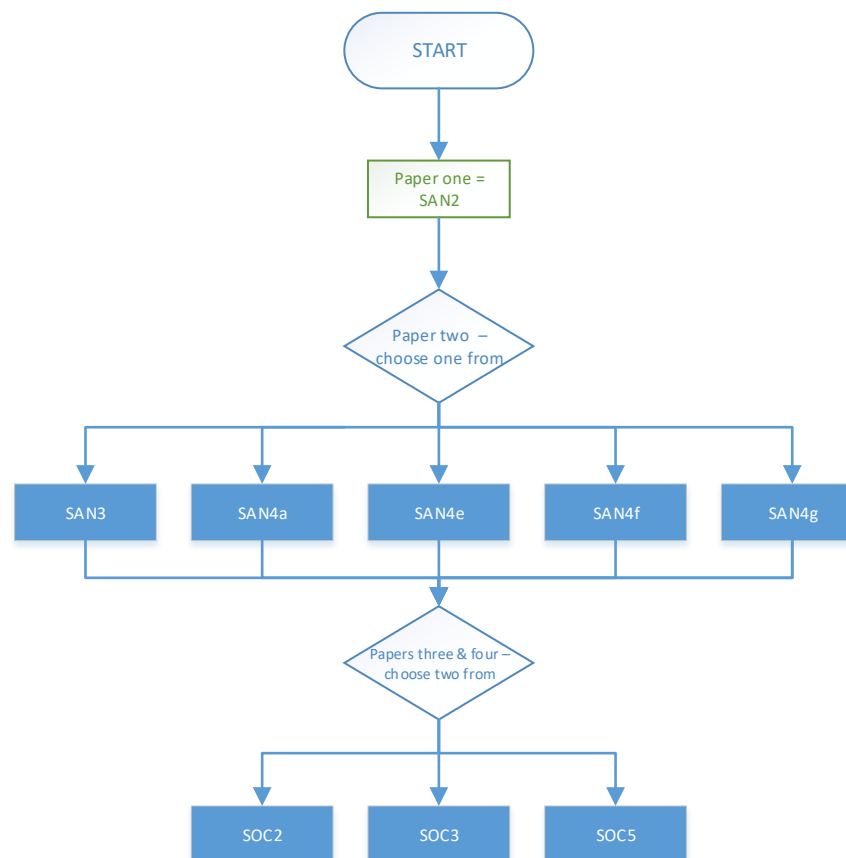 START
Paper one =
SAN2
Paper two –
choose one from
SAN3
SAN4a
SAN4e
SAN4f
SAN4g
Papers three & four –
choose two from
SOC2
SOC3
SOC5